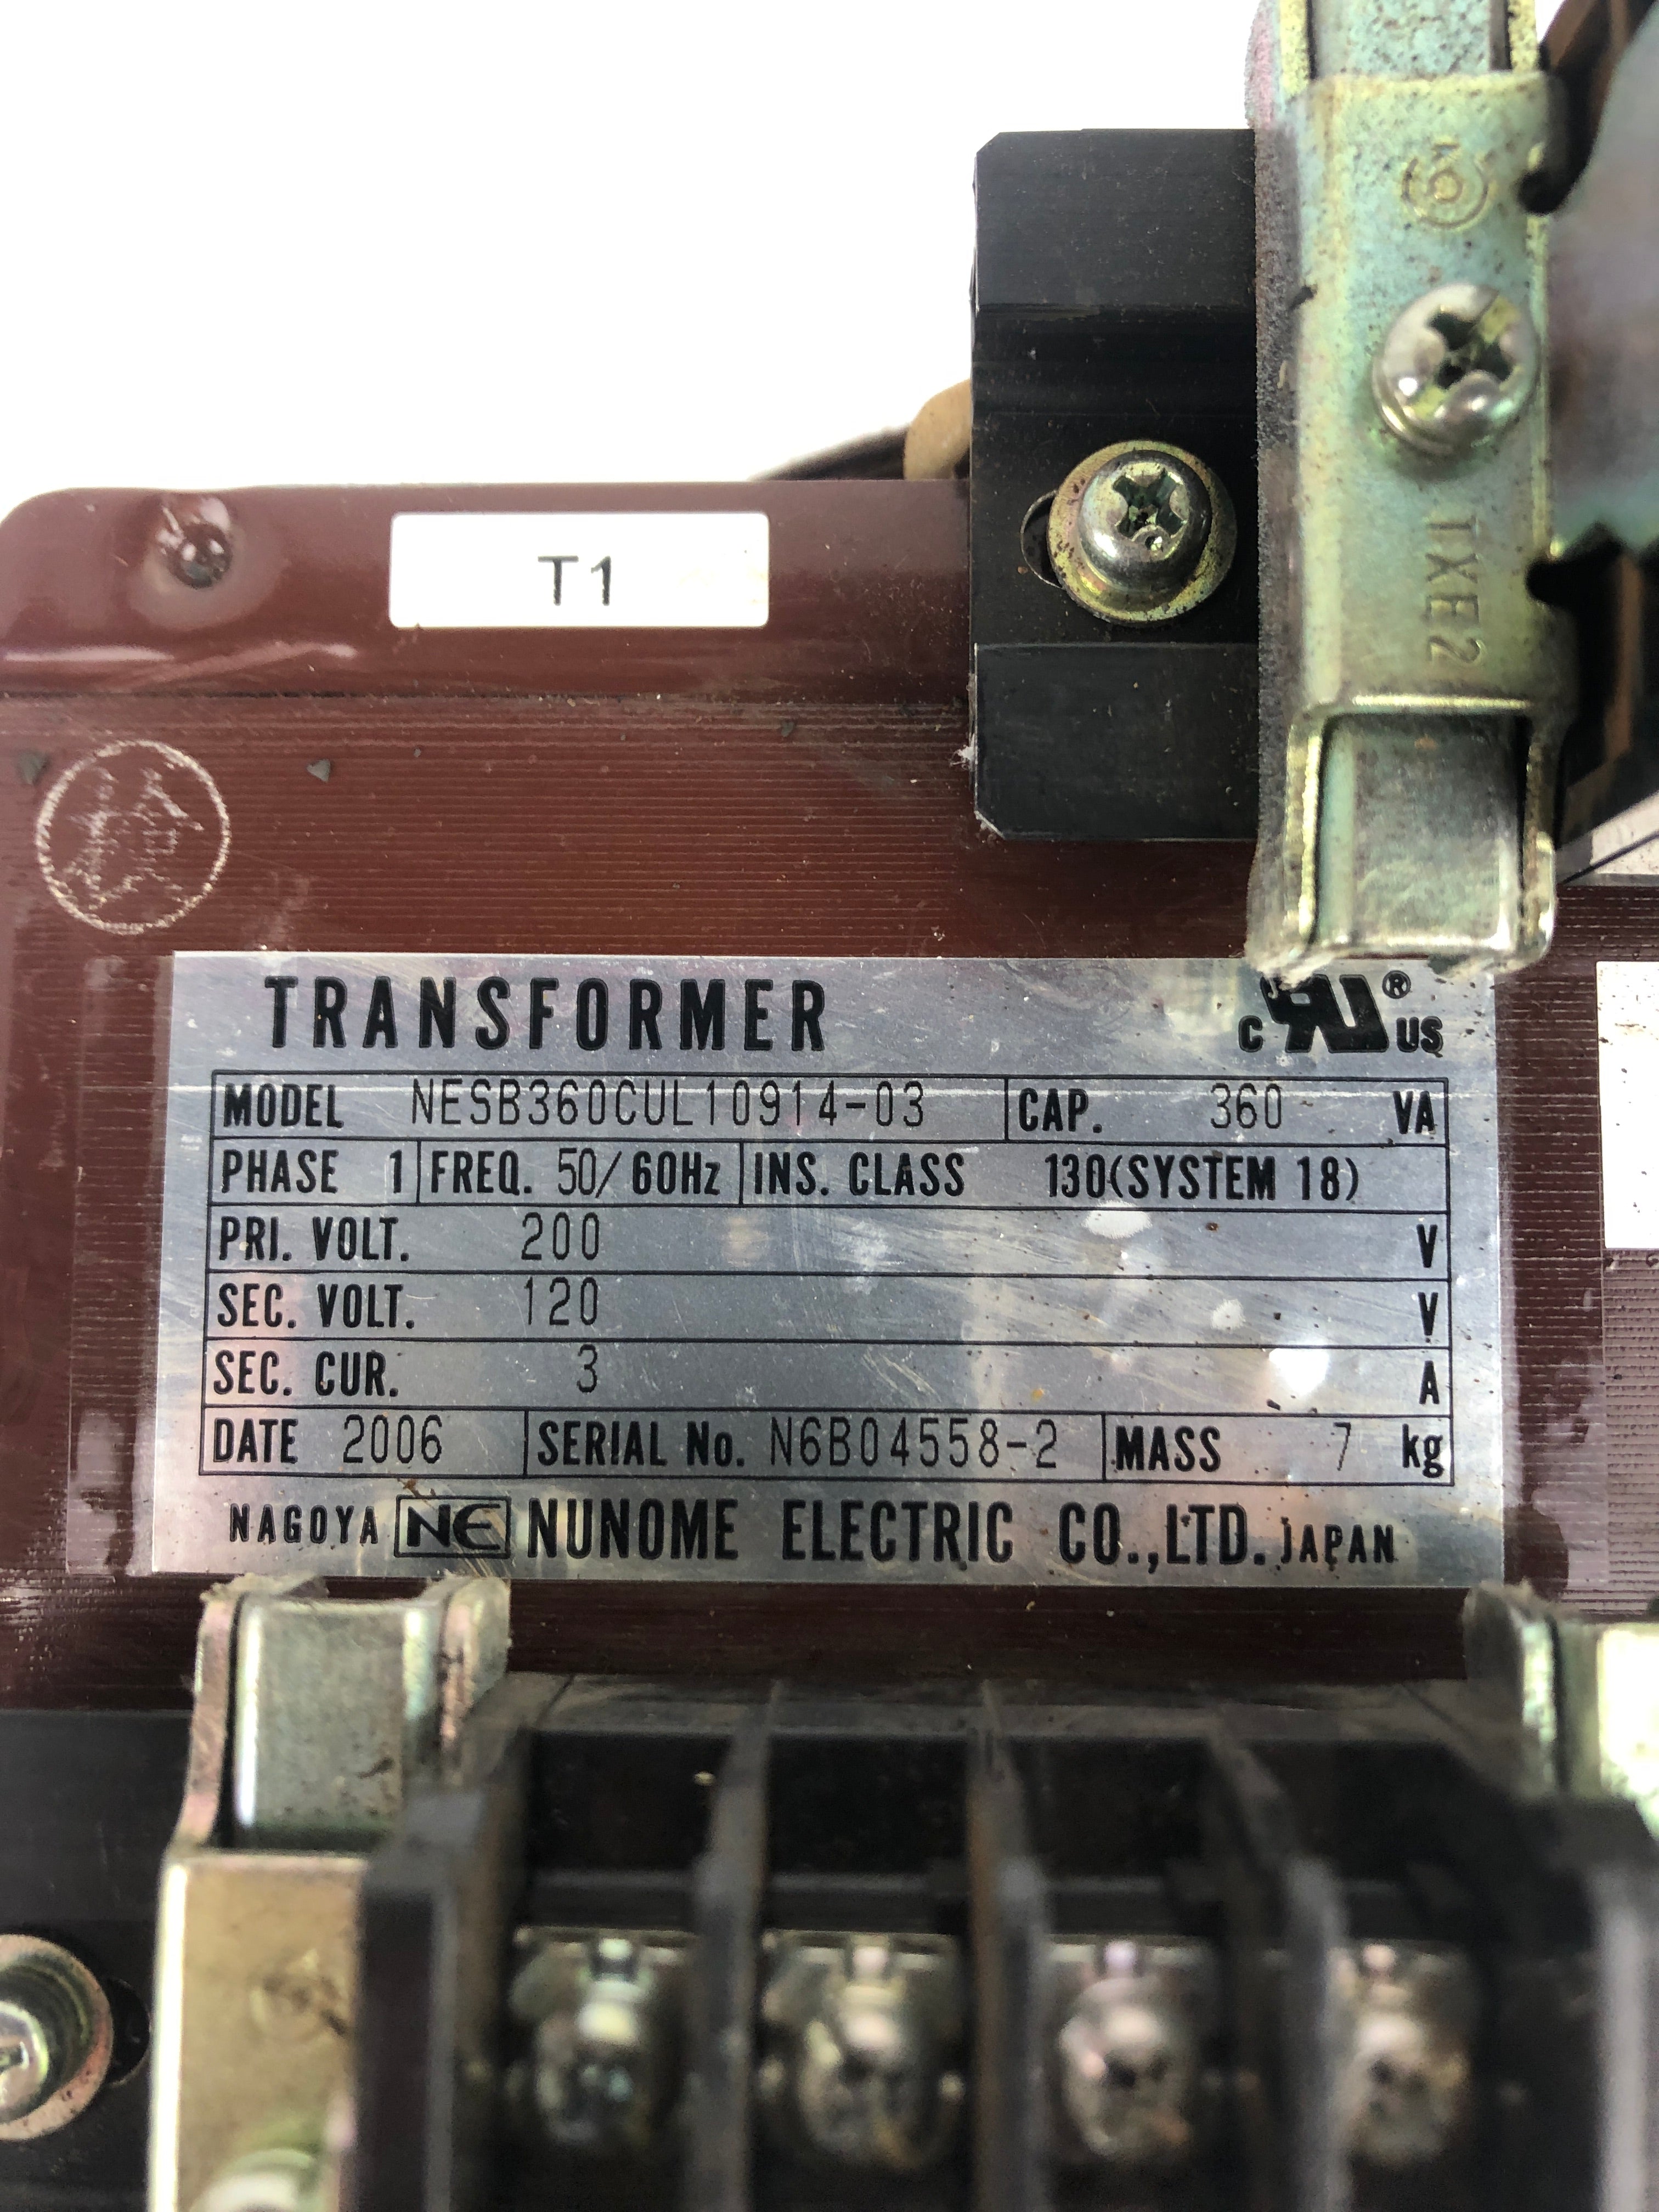 T1
TXE2
TRANSFORMER
C US ®
MODEL NESB360CUL10914-03 CAP. 360 VA
PHASE 1 FREQ. 50/60Hz INS. CLASS 130(SYSTEM 18)
PRI. VOLT. 200 V
SEC. VOLT. 120 V
SEC. CUR. 3 A
DATE 2006 SERIAL No. N6B04558-2 MASS 7 kg
NAGOYA NE NUNOME ELECTRIC CO.,LTD. JAPAN